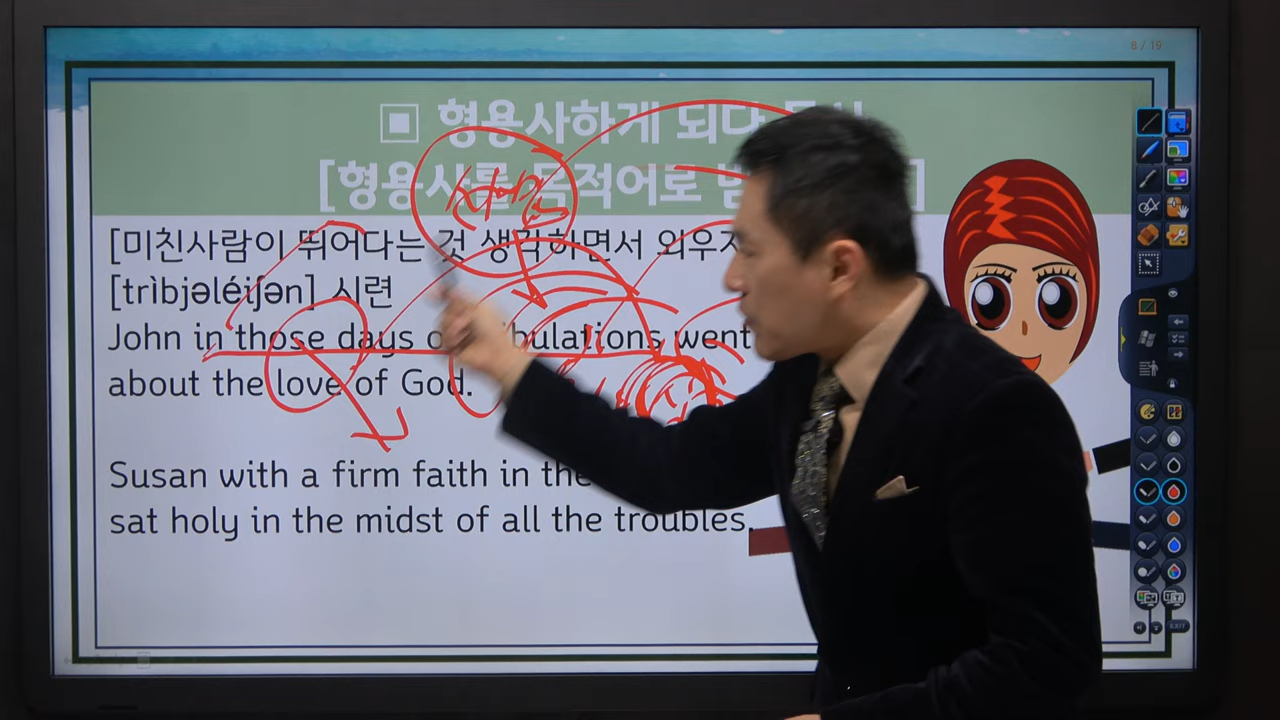 8 / 19
▣ 형용사하게 되다
[형용사를 목적어로 ]
[미친사람이 뛰어다는 것 생각하면서 외우
[trìbjəléiʃən] 시련
John in those days tribulations went
about the love of God.
Susan with a firm faith in the
sat holy in the midst of all the troubles.
EXIT